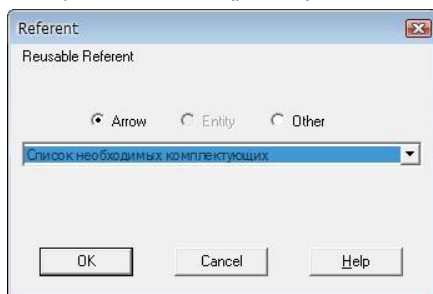 Referent
Reusable Referent
Arrow Entity Other
Список необходимых комплектующих
OK Cancel Help